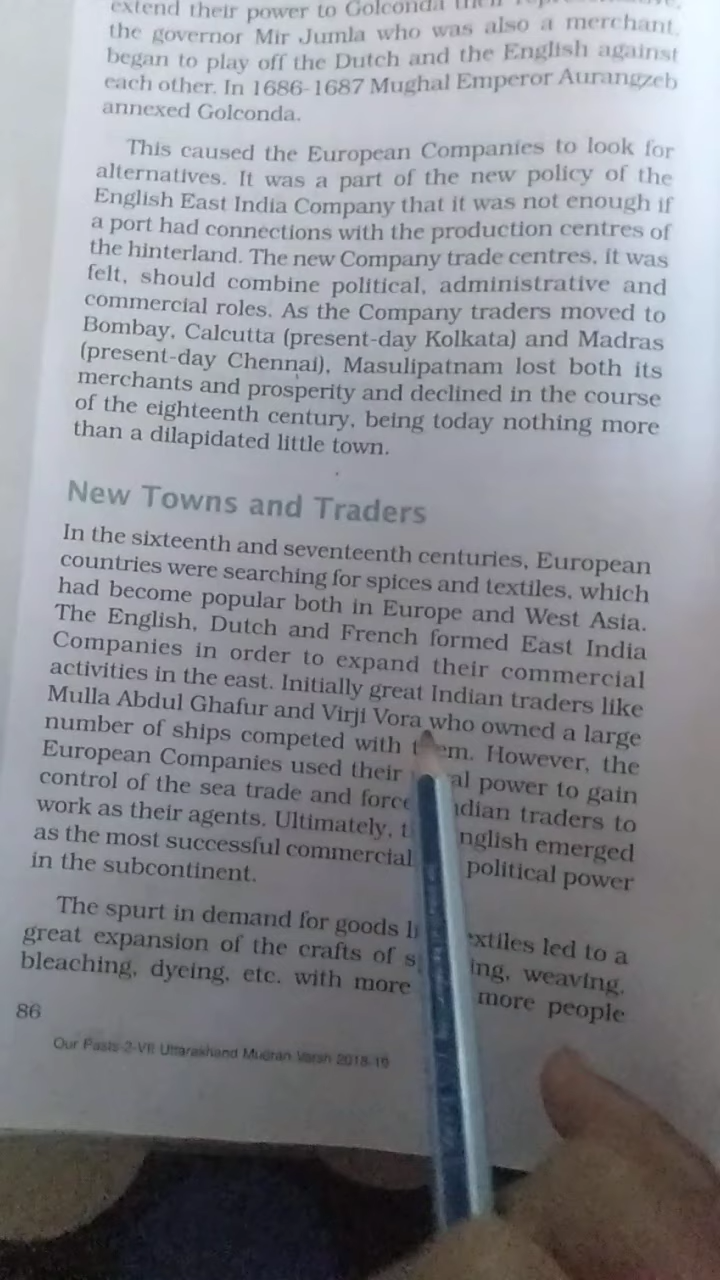 extend their power to Golconda their
the governor Mir Jumla who was also a merchant,
began to play off the Dutch and the English against
each other. In 1686-1687 Mughal Emperor Aurangzeb
annexed Golconda.
This caused the European Companies to look for
alternatives. It was a part of the new policy of the
English East India Company that it was not enough if
a port had connections with the production centres of
the hinterland. The new Company trade centres, it was
felt, should combine political, administrative and
commercial roles. As the Company traders moved to
Bombay, Calcutta (present-day Kolkata) and Madras
(present-day Chennai), Masulipatnam lost both its
merchants and prosperity and declined in the course
of the eighteenth century, being today nothing more
than a dilapidated little town.
New Towns and Traders
In the sixteenth and seventeenth centuries, European
countries were searching for spices and textiles, which
had become popular both in Europe and West Asia.
The English, Dutch and French formed East India
Companies in order to expand their commercial
activities in the east. Initially great Indian traders like
Mulla Abdul Ghafur and Virji Vora who owned a large
number of ships competed with them. However, the
European Companies used their power to gain
control of the sea trade and force Indian traders to
work as their agents. Ultimately, English emerged
as the most successful commercial political power
in the subcontinent.
The spurt in demand for goods textiles led to a
great expansion of the crafts of weaving,
bleaching, dyeing, etc. with more more people
86
Our Pasts-2-VII Uttarakhand Mudran Varsh 2018-19